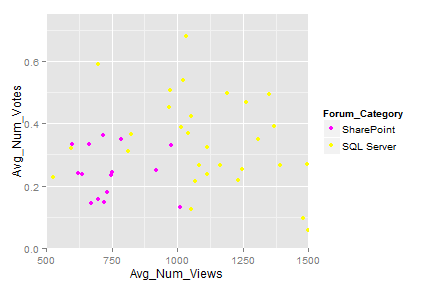 0.6
0.4
0.2
0.0
Avg_Num_Votes
500
750
1000
1250
1500
Avg_Num_Views
Forum_Category
SharePoint
SQL Server